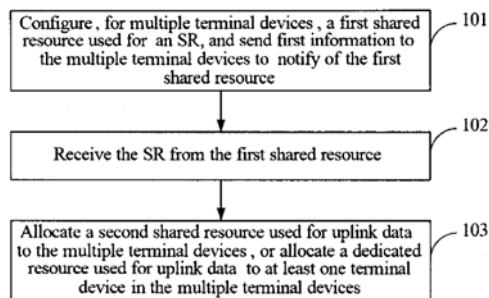 Configure, for multiple terminal devices, a first shared
resource used for an SR, and send first information to
the multiple terminal devices to notify of the first
shared resource
101
Receive the SR from the first shared resource
102
Allocate a second shared resource used for uplink data
to the multiple terminal devices, or allocate a dedicated
resource used for uplink data to at least one terminal
device in the multiple terminal devices
103